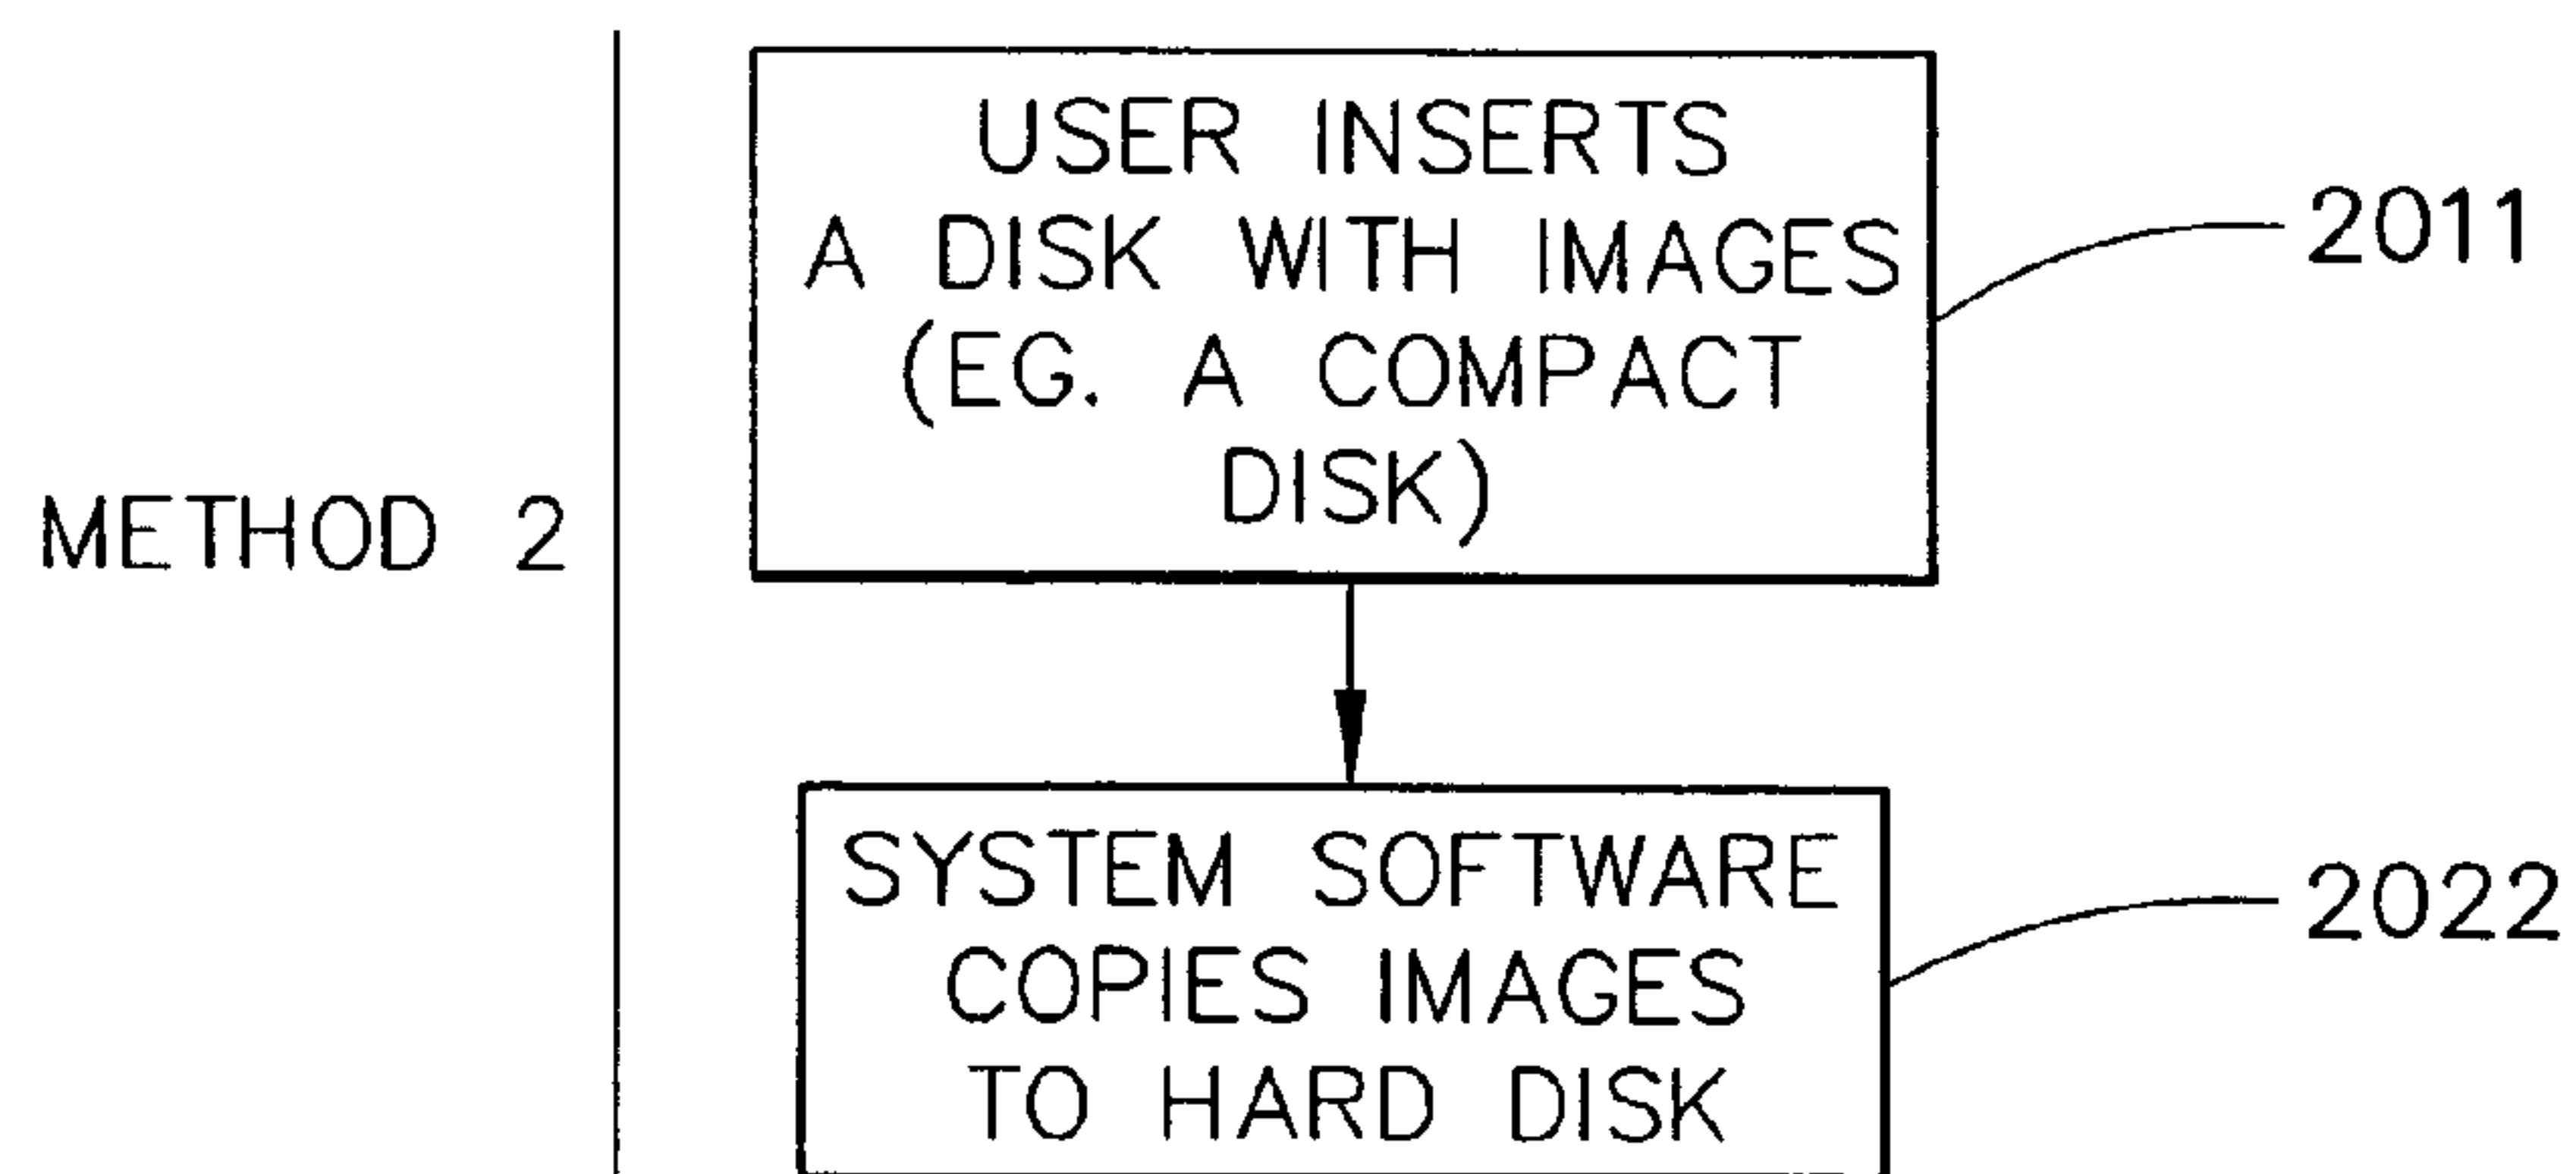 USER INSERTS
A DISK WITH IMAGES
(EG. A COMPACT
DISK)
2011
METHOD 2
SYSTEM SOFTWARE
COPIES IMAGES
TO HARD DISK
2022